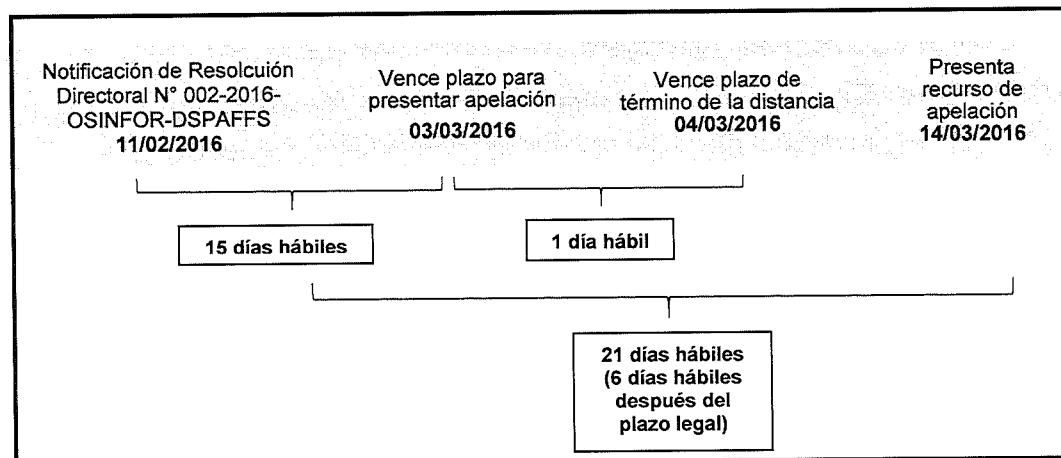 Notificación de Resolcuión
Directoral N° 002-2016-
OSINFOR-DSPAFFS
11/02/2016
Vence plazo para
presentar apelación
03/03/2016
Vence plazo de
término de la distancia
04/03/2016
Presenta
recurso de
apelación
14/03/2016
15 días hábiles
1 día hábil
21 días hábiles
(6 días hábiles
después del
plazo legal)